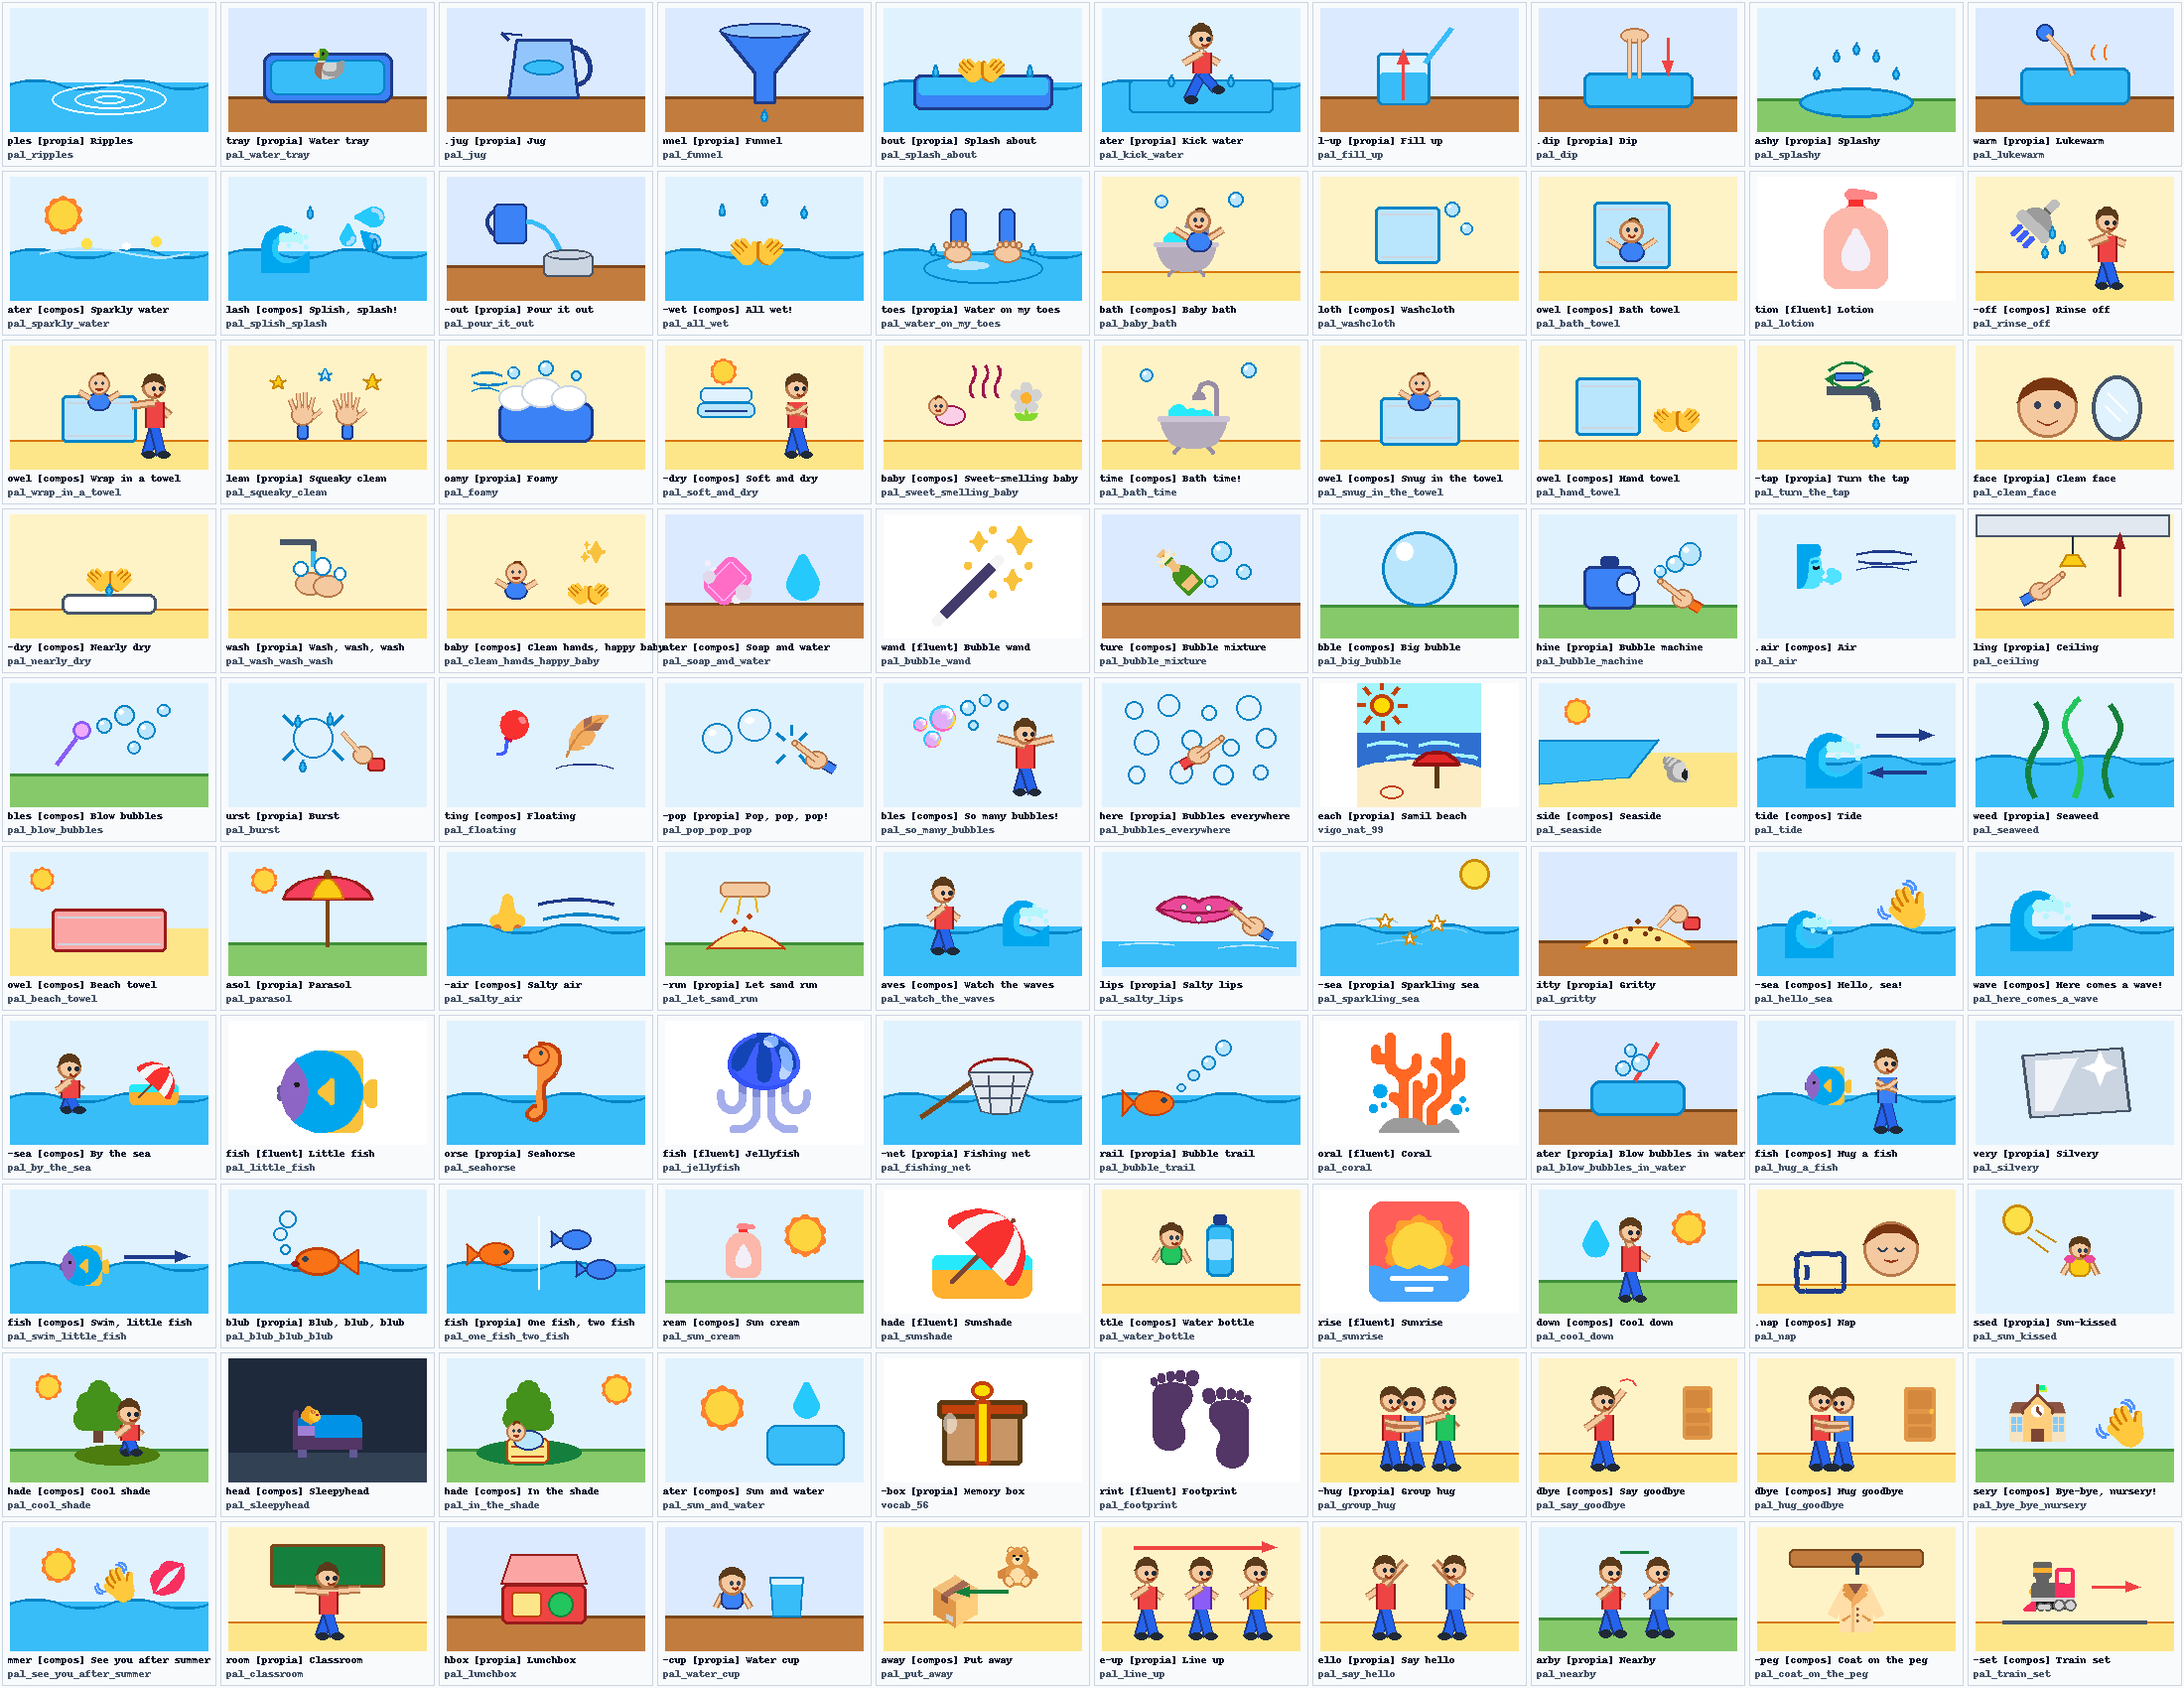 ples [propia] Ripples
pal_ripples
tray [propia] Water tray
pal_water_tray
.jug [propia] Jug
pal_jug
nnel [propia] Funnel
pal_funnel
bout [propia] Splash about
pal_splash_about
ater [propia] Kick water
pal_kick_water
l-up [propia] Fill up
pal_fill_up
.dip [propia] Dip
pal_dip
ashy [propia] Splashy
pal_splashy
warm [propia] Lukewarm
pal_lukewarm
ater [compos] Sparkly water
pal_sparkly_water
lash [compos] Splish, splash!
pal_splish_splash
-out [propia] Pour it out
pal_pour_it_out
-wet [compos] All wet!
pal_all_wet
toes [propia] Water on my toes
pal_water_on_my_toes
bath [compos] Baby bath
pal_baby_bath
loth [compos] Washcloth
pal_washcloth
owel [compos] Bath towel
pal_bath_towel
tion [fluent] Lotion
pal_lotion
-off [compos] Rinse off
pal_rinse_off
owel [compos] Wrap in a towel
pal_wrap_in_a_towel
lean [propia] Squeaky clean
pal_squeaky_clean
oamy [propia] Foamy
pal_foamy
-dry [compos] Soft and dry
pal_soft_and_dry
baby [compos] Sweet-smelling baby
pal_sweet_smelling_baby
time [compos] Bath time!
pal_bath_time
owel [compos] Snug in the towel
pal_snug_in_the_towel
owel [compos] Hand towel
pal_hand_towel
-tap [propia] Turn the tap
pal_turn_the_tap
face [propia] Clean face
pal_clean_face
-dry [compos] Nearly dry
pal_nearly_dry
wash [propia] Wash, wash, wash
pal_wash_wash_wash
baby [compos] Clean hands, happy baby
pal_clean_hands_happy_baby
ater [compos] Soap and water
pal_soap_and_water
wand [fluent] Bubble wand
pal_bubble_wand
ture [compos] Bubble mixture
pal_bubble_mixture
bble [compos] Big bubble
pal_big_bubble
hine [propia] Bubble machine
pal_bubble_machine
.air [compos] Air
pal_air
ling [propia] Ceiling
pal_ceiling
bles [compos] Blow bubbles
pal_blow_bubbles
urst [propia] Burst
pal_burst
ting [compos] Floating
pal_floating
-pop [propia] Pop, pop, pop!
pal_pop_pop_pop
bles [compos] So many bubbles!
pal_so_many_bubbles
here [propia] Bubbles everywhere
pal_bubbles_everywhere
each [propia] Samil beach
vigo_nat_99
side [compos] Seaside
pal_seaside
tide [compos] Tide
pal_tide
weed [propia] Seaweed
pal_seaweed
owel [compos] Beach towel
pal_beach_towel
asol [propia] Parasol
pal_parasol
-air [compos] Salty air
pal_salty_air
-run [propia] Let sand run
pal_let_sand_run
aves [compos] Watch the waves
pal_watch_the_waves
lips [propia] Salty lips
pal_salty_lips
-sea [propia] Sparkling sea
pal_sparkling_sea
itty [propia] Gritty
pal_gritty
-sea [compos] Hello, sea!
pal_hello_sea
wave [compos] Here comes a wave!
pal_here_comes_a_wave
-sea [compos] By the sea
pal_by_the_sea
fish [fluent] Little fish
pal_little_fish
orse [propia] Seahorse
pal_seahorse
fish [fluent] Jellyfish
pal_jellyfish
-net [propia] Fishing net
pal_fishing_net
rail [propia] Bubble trail
pal_bubble_trail
oral [fluent] Coral
pal_coral
ater [propia] Blow bubbles in water
pal_blow_bubbles_in_water
fish [compos] Hug a fish
pal_hug_a_fish
very [propia] Silvery
pal_silvery
fish [compos] Swim, little fish
pal_swim_little_fish
blub [propia] Blub, blub, blub
pal_blub_blub_blub
fish [propia] One fish, two fish
pal_one_fish_two_fish
ream [compos] Sun cream
pal_sun_cream
hade [fluent] Sunshade
pal_sunshade
ttle [compos] Water bottle
pal_water_bottle
rise [fluent] Sunrise
pal_sunrise
down [compos] Cool down
pal_cool_down
.nap [compos] Nap
pal_nap
ssed [propia] Sun-kissed
pal_sun_kissed
hade [compos] Cool shade
pal_cool_shade
head [compos] Sleepyhead
pal_sleepyhead
hade [compos] In the shade
pal_in_the_shade
ater [compos] Sun and water
pal_sun_and_water
-box [propia] Memory box
vocab_56
rint [fluent] Footprint
pal_footprint
-hug [propia] Group hug
pal_group_hug
dbye [propia] Say goodbye
pal_say_goodbye
dbye [propia] Hug goodbye
pal_hug_goodbye
sery [compos] Bye-bye, nursery!
pal_bye_bye_nursery
mmer [compos] See you after summer
pal_see_you_after_summer
room [propia] Classroom
pal_classroom
hbox [propia] Lunchbox
pal_lunchbox
-cup [propia] Water cup
pal_water_cup
away [compos] Put away
pal_put_away
e-up [propia] Line up
pal_line_up
ello [propia] Say hello
pal_say_hello
arby [propia] Nearby
pal_nearby
-peg [compos] Coat on the peg
pal_coat_on_the_peg
-set [compos] Train set
pal_train_set